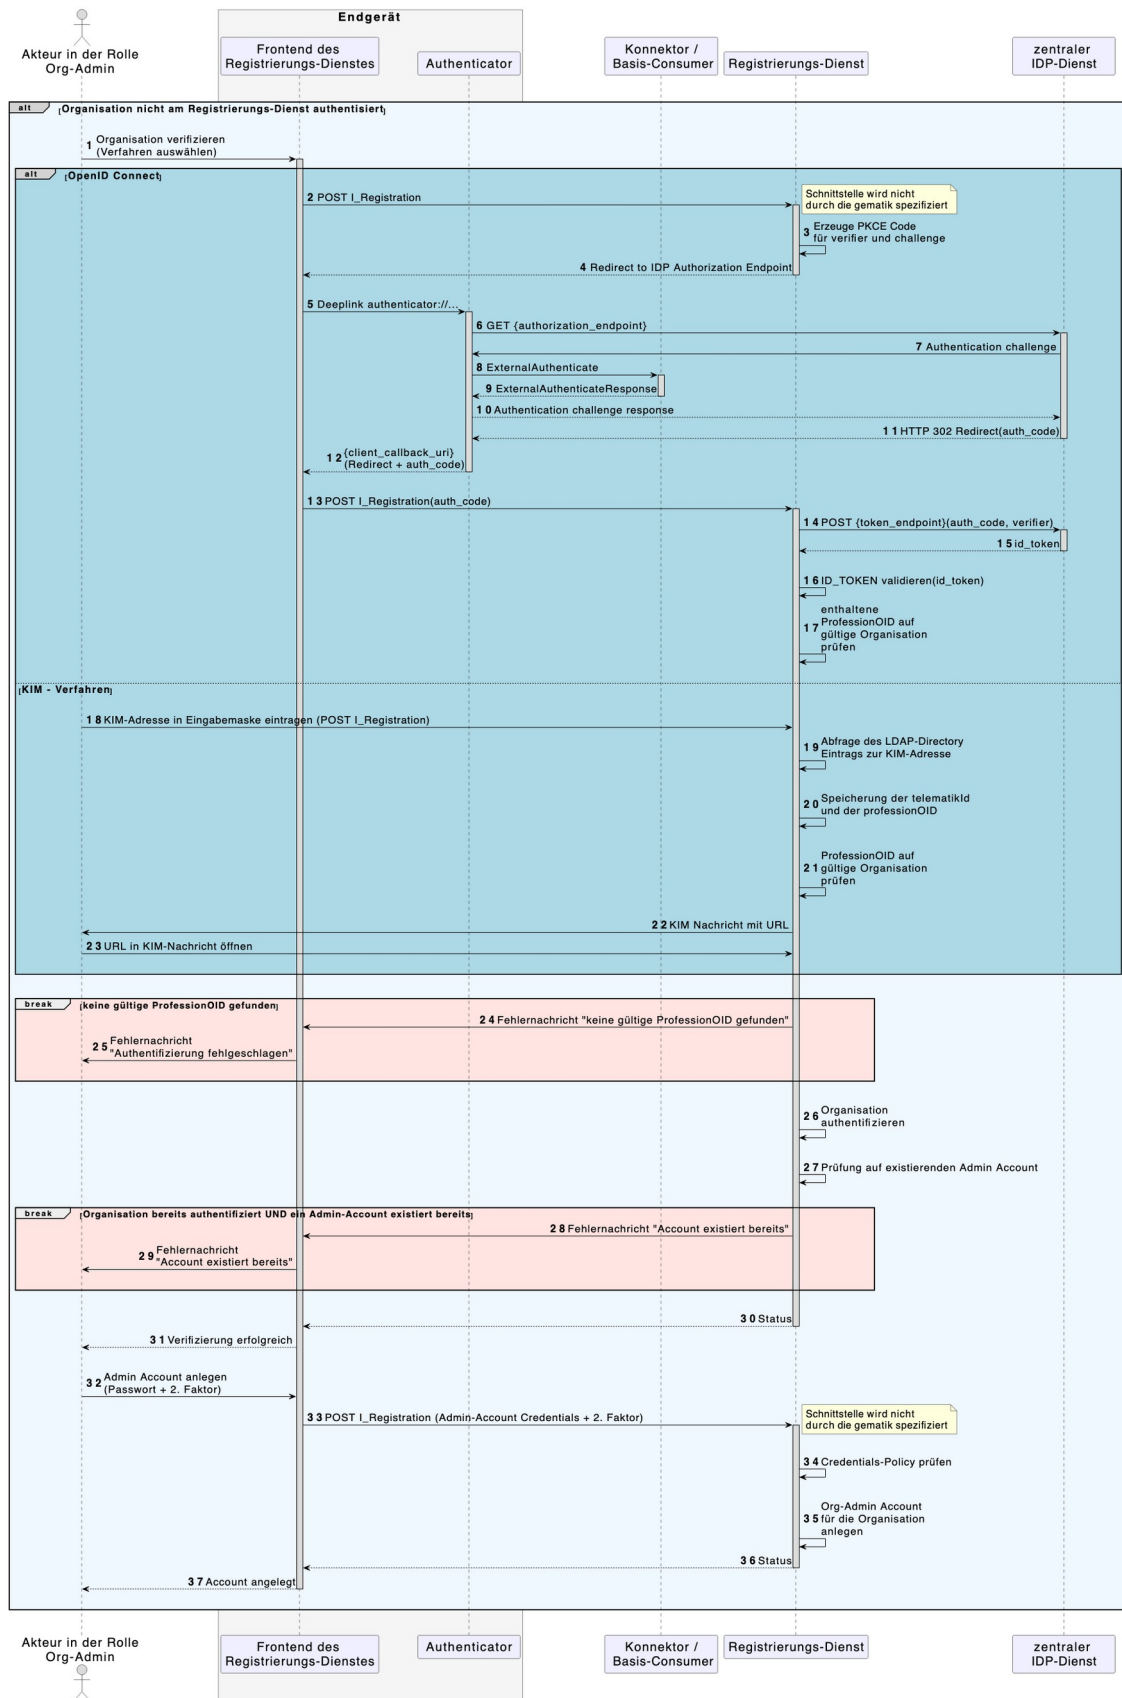 Endgerät
Akteur in der Rolle
Org-Admin
Frontend des
Registrierungs-Dienstes
Authenticator
Konnektor /
Basis-Consumer
Registrierungs-Dienst
zentraler
IDP-Dienst
alt [Organisation nicht am Registrierungs-Dienst authentisiert]
1 Organisation verifizieren
(Verfahren auswählen)
alt [OpenID Connect]
2 POST I_Registration
Schnittstelle wird nicht
durch die gematik spezifiziert
3 Erzeuge PKCE Code
für verifier und challenge
4 Redirect to IDP Authorization Endpoint
5 Deeplink authenticator://...
6 GET {authorization_endpoint}
7 Authentication challenge
8 ExternalAuthenticate
9 ExternalAuthenticateResponse
10 Authentication challenge response
11 HTTP 302 Redirect(auth_code)
12 {client_callback_uri}
(Redirect + auth_code)
13 POST I_Registration(auth_code)
14 POST {token_endpoint}(auth_code, verifier)
15 id_token
16 ID_TOKEN validieren(id_token)
enthaltene
17 ProfessionOID auf
gültige Organisation
prüfen
[KIM - Verfahren]
18 KIM-Adresse in Eingabemaske eintragen (POST I_Registration)
19 Abfrage des LDAP-Directory
Eintrags zur KIM-Adresse
20 Speicherung der telematikId
und der professionOID
ProfessionOID auf
21 gültige Organisation
prüfen
22 KIM Nachricht mit URL
23 URL in KIM-Nachricht öffnen
break [keine gültige ProfessionOID gefunden]
24 Fehlernachricht "keine gültige ProfessionOID gefunden"
25 Fehlernachricht
"Authentifizierung fehlgeschlagen"
26 Organisation
authentifizieren
27 Prüfung auf existierenden Admin Account
break [Organisation bereits authentifiziert UND ein Admin-Account existiert bereits]
28 Fehlernachricht "Account existiert bereits"
29 Fehlernachricht
"Account existiert bereits"
30 Status
31 Verifizierung erfolgreich
32 Admin Account anlegen
(Passwort + 2. Faktor)
33 POST I_Registration (Admin-Account Credentials + 2. Faktor)
Schnittstelle wird nicht
durch die gematik spezifiziert
34 Credentials-Policy prüfen
Org-Admin Account
35 für die Organisation
anlegen
36 Status
37 Account angelegt
Akteur in der Rolle
Org-Admin
Frontend des
Registrierungs-Dienstes
Authenticator
Konnektor /
Basis-Consumer
Registrierungs-Dienst
zentraler
IDP-Dienst